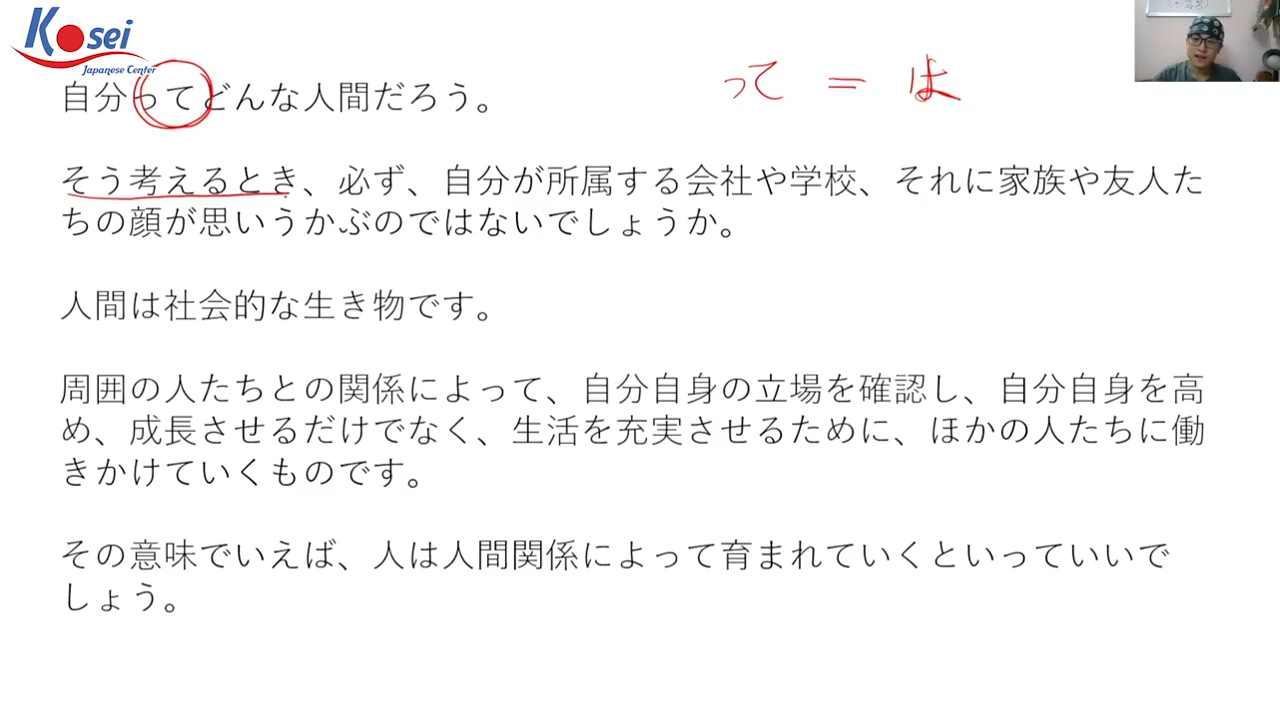 Kosei
Japanese Center
って = は
自分ってどんな人間だろう。
そう考えるとき、必ず、自分が所属する会社や学校、それに家族や友人た
ちの顔が思いうかぶのではないでしょうか。
人間は社会的な生き物です。
周囲の人たちとの関係によって、自分自身の立場を確認し、自分自身を高
め、成長させるだけでなく、生活を充実させるために、ほかの人たちに働
きかけていくものです。
その意味でいえば、人は人間関係によって育まれていくといっていいで
しょう。